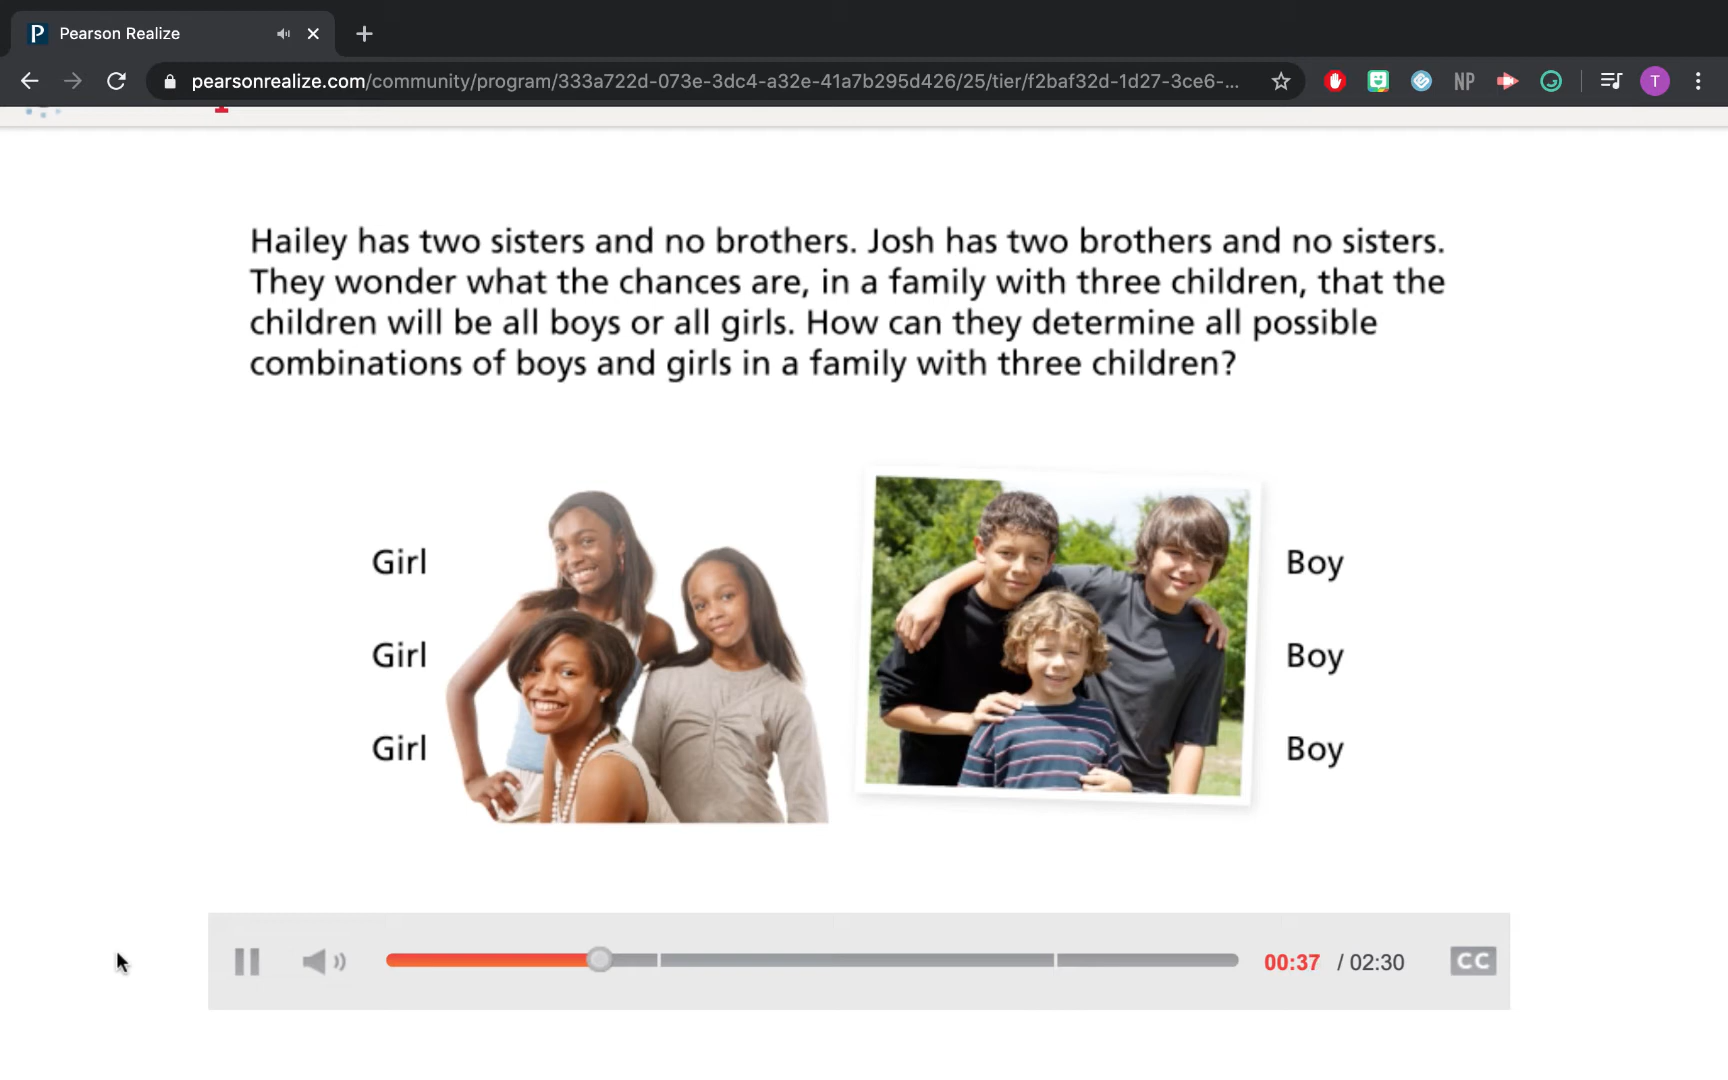 Pearson Realize
pearsonrealize.com/community/program/333a722d-073e-3dc4-a32e-41a7b295d426/25/tier/f2baf32d-1d27-3ce6-...
NP
T
Hailey has two sisters and no brothers. Josh has two brothers and no sisters.
They wonder what the chances are, in a family with three children, that the
children will be all boys or all girls. How can they determine all possible
combinations of boys and girls in a family with three children?
Girl
Boy
Girl
Boy
Girl
Boy
00:37 / 02:30
CC